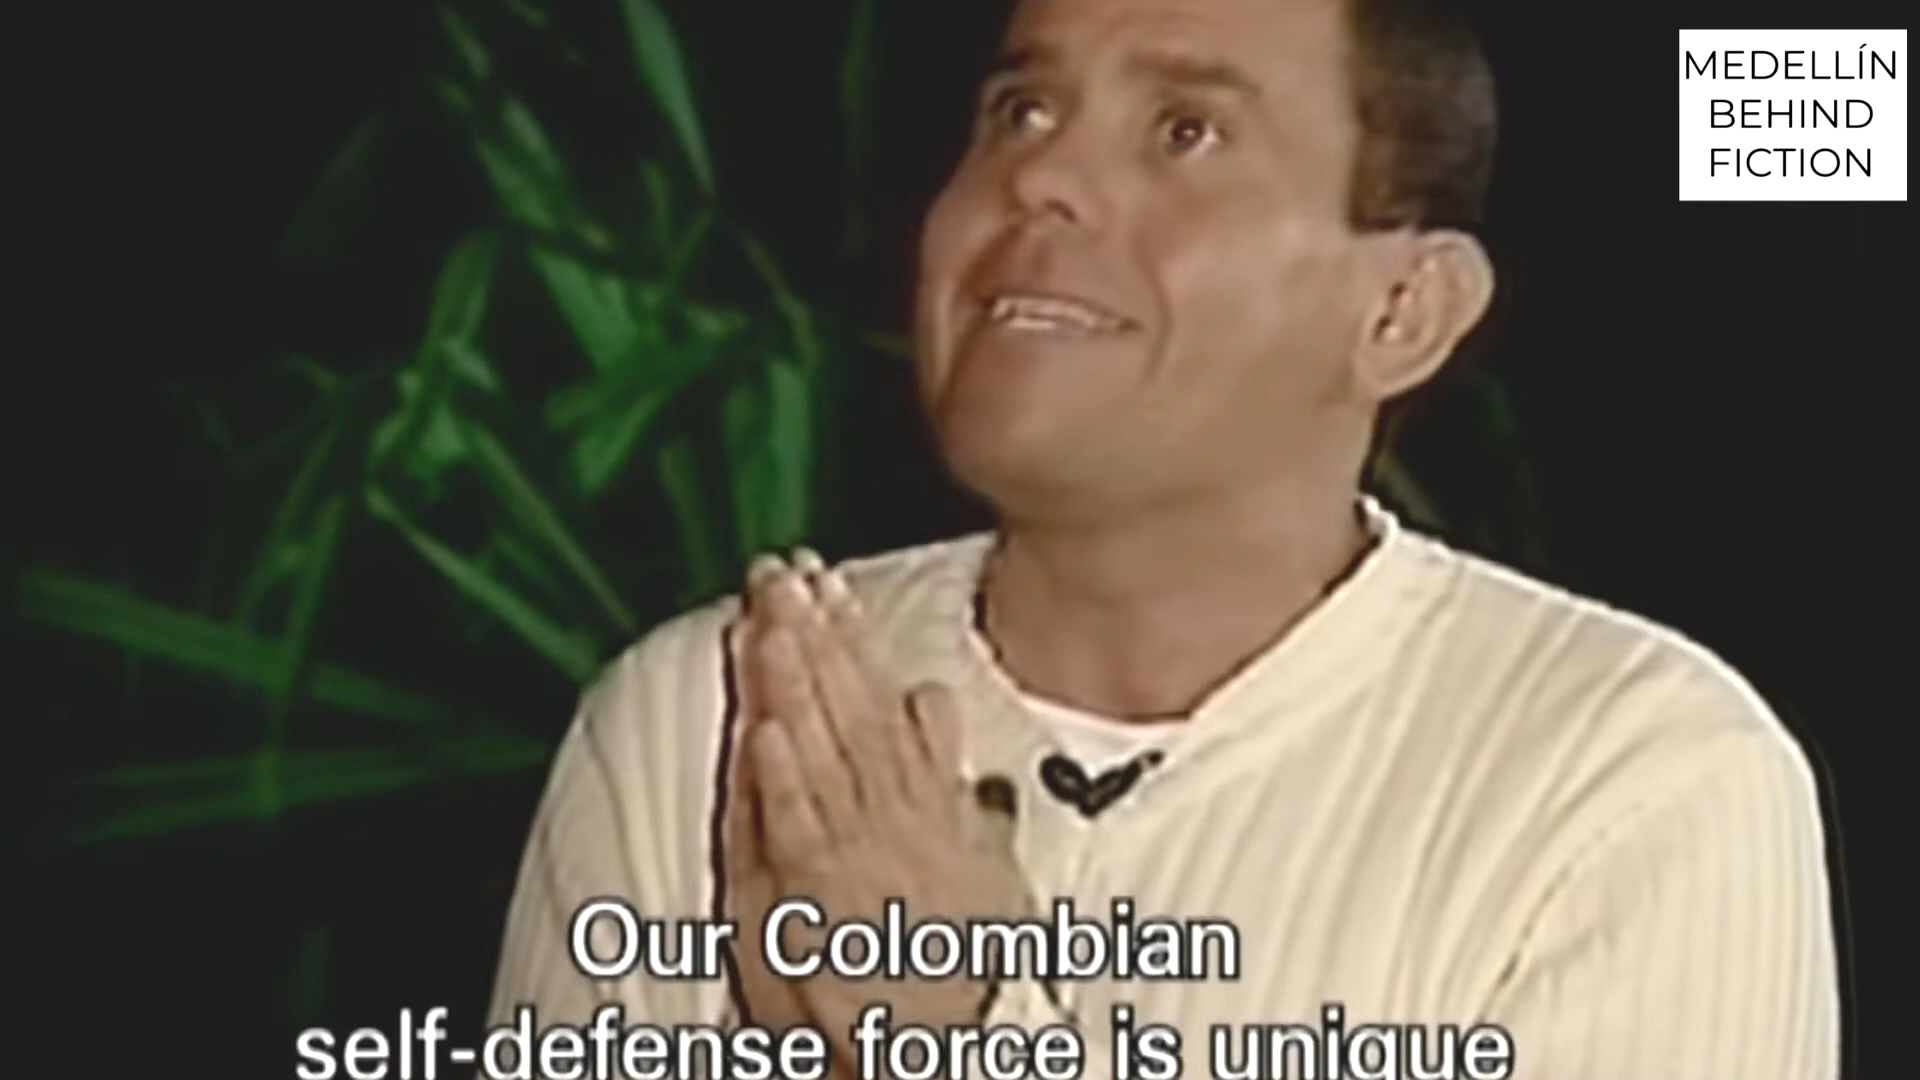 MEDELLÍN
BEHIND
FICTION
Our Colombian
self-defense force is unique